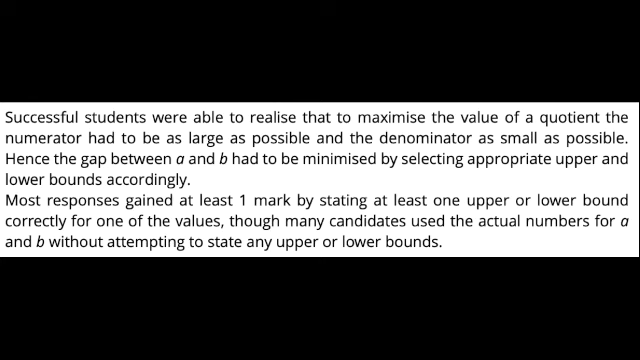 Successful students were able to realise that to maximise the value of a quotient the
numerator had to be as large as possible and the denominator as small as possible.
Hence the gap between a and b had to be minimised by selecting appropriate upper and
lower bounds accordingly.
Most responses gained at least 1 mark by stating at least one upper or lower bound
correctly for one of the values, though many candidates used the actual numbers for a
and b without attempting to state any upper or lower bounds.